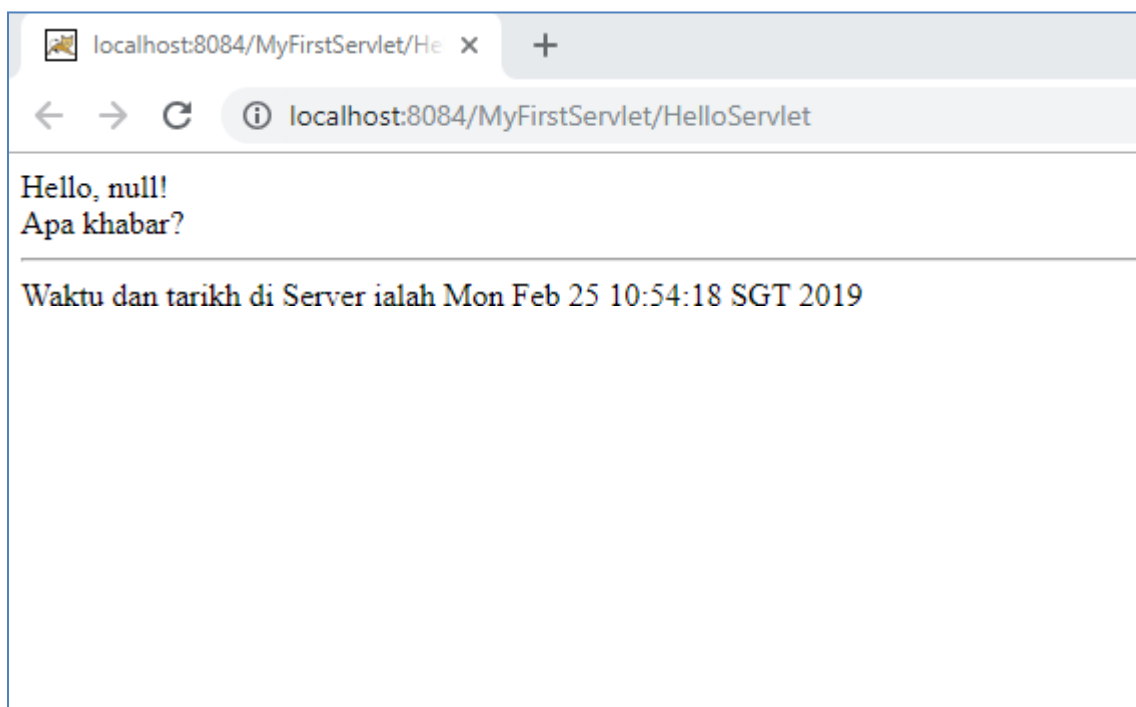 localhost:8084/MyFirstServlet/He
localhost:8084/MyFirstServlet/HelloServlet
Hello, null!
Apa khabar?
Waktu dan tarikh di Server ialah Mon Feb 25 10:54:18 SGT 2019